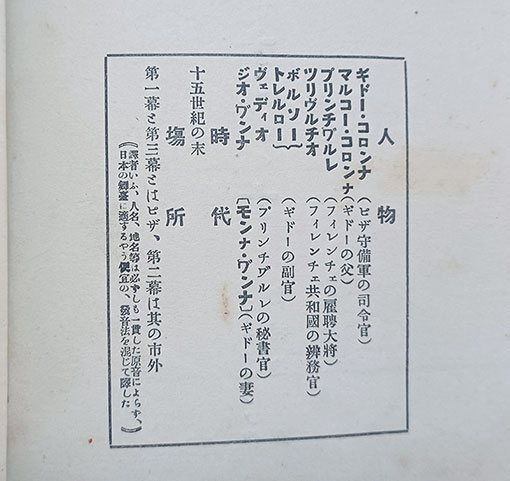 人物
ギドー・コロンナ（ピザ守備軍の司令官）
マルコー・コロンナ（ギドーの父）
プリンチヴルレ（フィレンチェの雇聘大將）
ツリヴルチオ（フィレンチェ共和國の辨務官）
ボルソー
トレルロー｝（ギドーの副官）
ヴェディオ（プリンチヴルレの秘書官）
ジオ・ヴンナ〔モンナ・ヴンナ〕（ギドーの妻）
時代
十五世紀の末
場所
第一幕と第三幕とはピザ、第二幕は其の市外
（譯者いふ、人名、地名等は必ずしも一貫した原音によらず、
日本の舞臺に適するやう便宜の、發音法を混じて譯した）